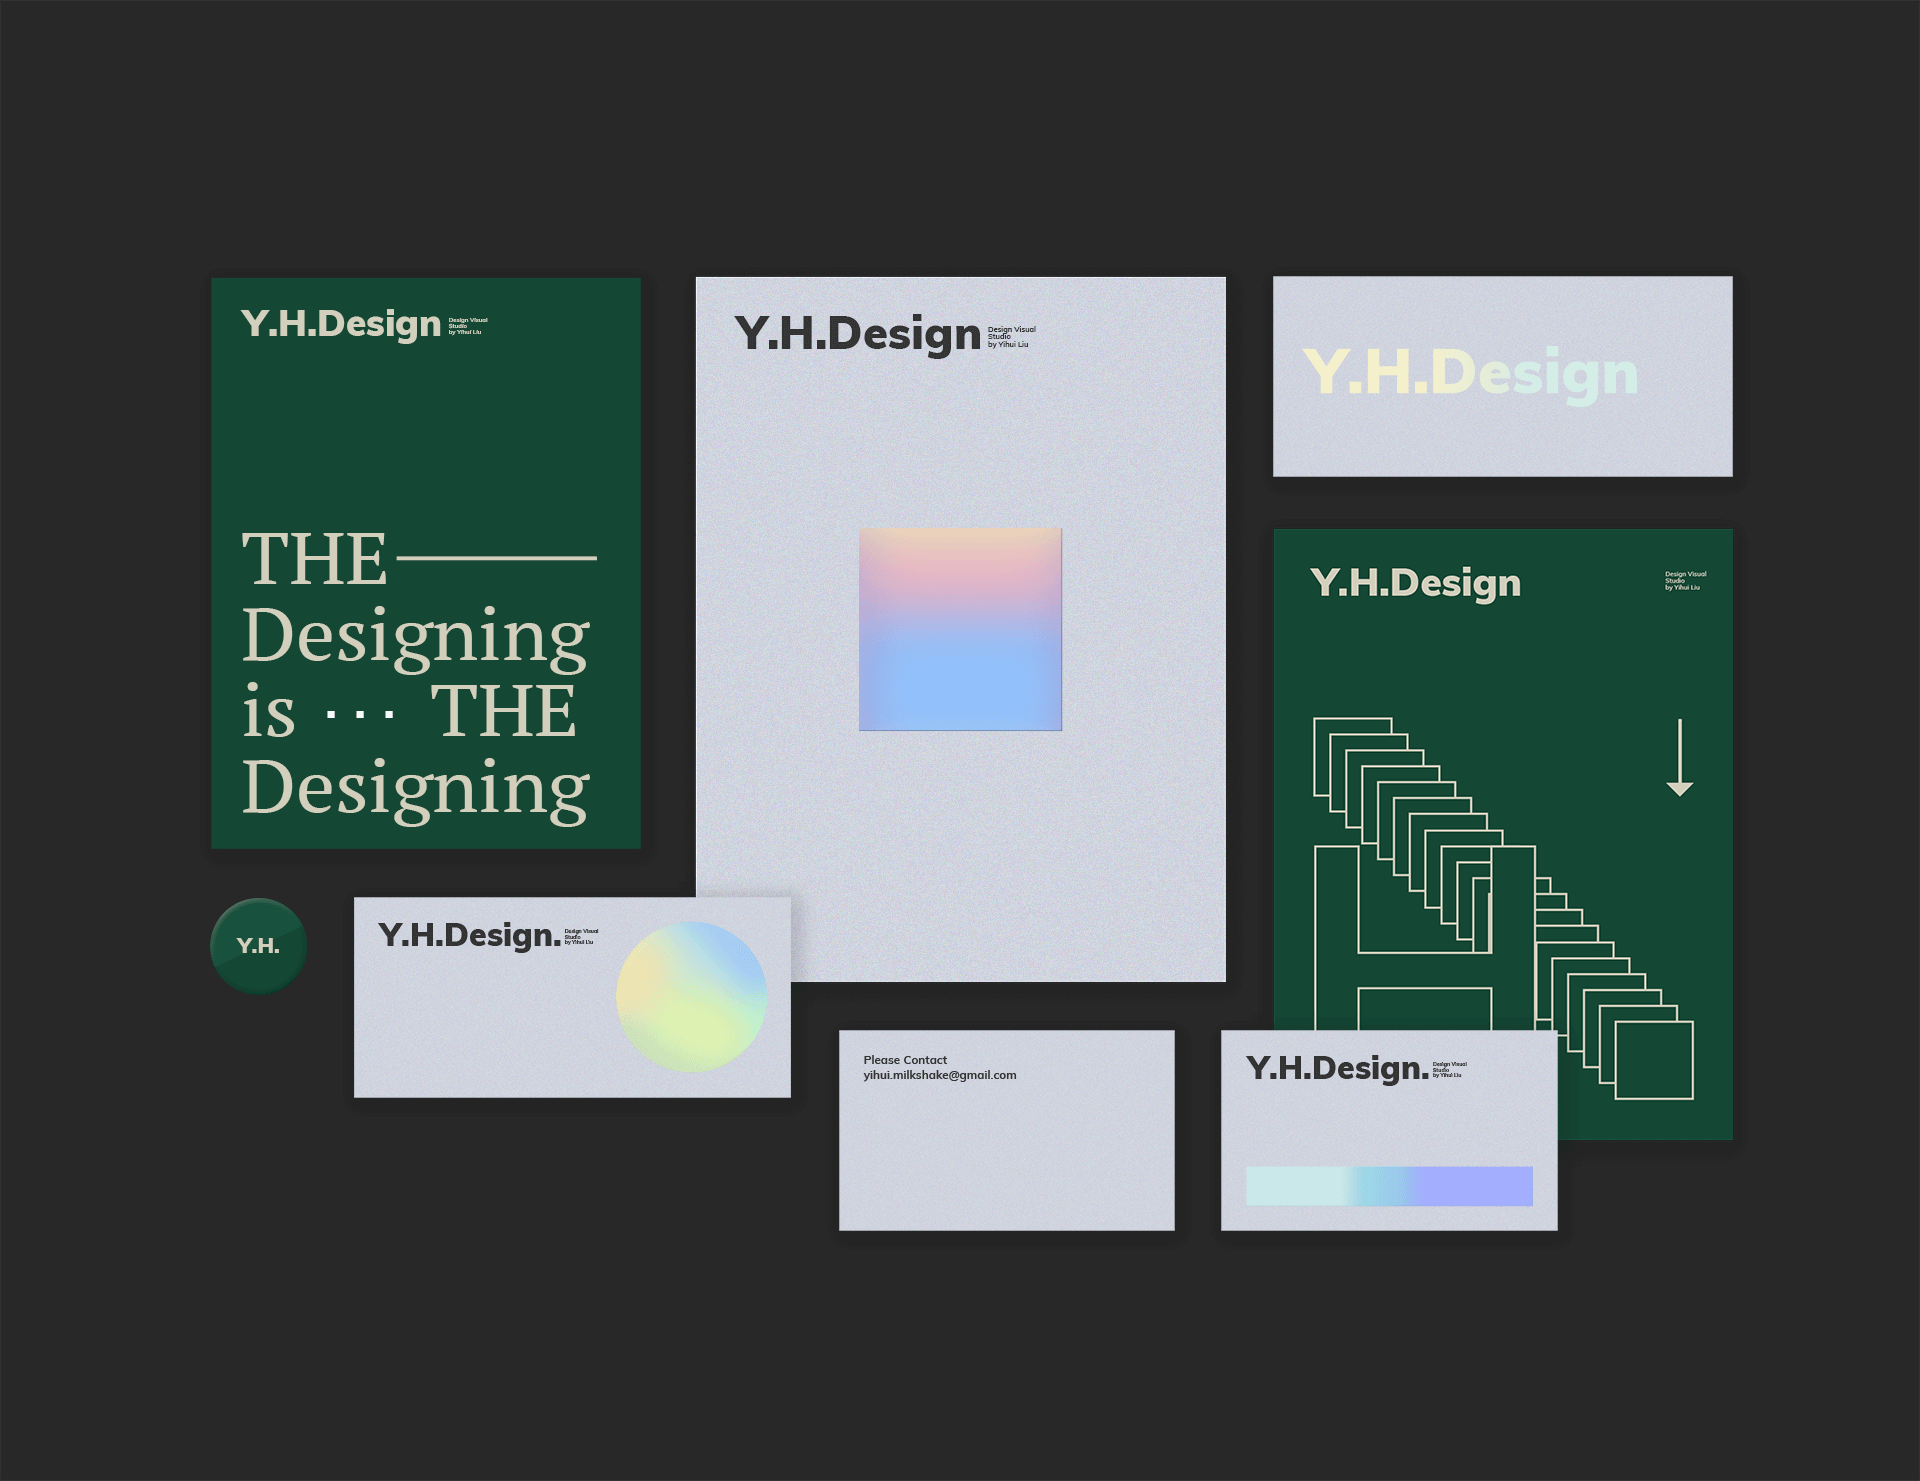 Y.H.Design
Design Visual
Studio
by Yihui Liu
THE
Designing
is ··· THE
Designing
Y.H.Design
Design Visual
Studio
by Yihui Liu
Y.H.Design
Y.H.Design
Design Visual
Studio
by Yihui Liu
H
Y.H.
Y.H.Design.
Design Visual
Studio
by Yihui Liu
Please Contact
yihui.milkshake@gmail.com
Y.H.Design.
Design Visual
Studio
by Yihui Liu